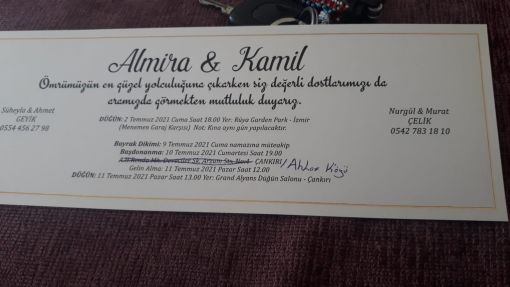 Almira & Kamil
Ömrümüzün en güzel yolculuğuna çıkarken siz değerli dostlarımızı da
aramızda görmekten mutluluk duyarız.
Süheyla & Ahmet
GEYİK
0554 456 27 98
Nurgül & Murat
ÇELİK
0542 783 18 10
DÜĞÜN: 2 Temmuz 2021 Cuma Saat 18.00 Yer: Rüya Garden Park - İzmir
(Menemen Garaj Karşısı) Not: Kına aynı gün yapılacaktır.
Bayrak Dikimi: 9 Temmuz 2021 Cuma namazına müteakip
Başdonanma: 10 Temmuz 2021 Cumartesi Saat 19.00
ÇANKIRI / Ahlat Köyü
Gelin Alma: 11 Temmuz 2021 Pazar Saat 12.00
DÜĞÜN: 11 Temmuz 2021 Pazar Saat 13.00 Yer: Grand Alyans Düğün Salonu - Çankırı